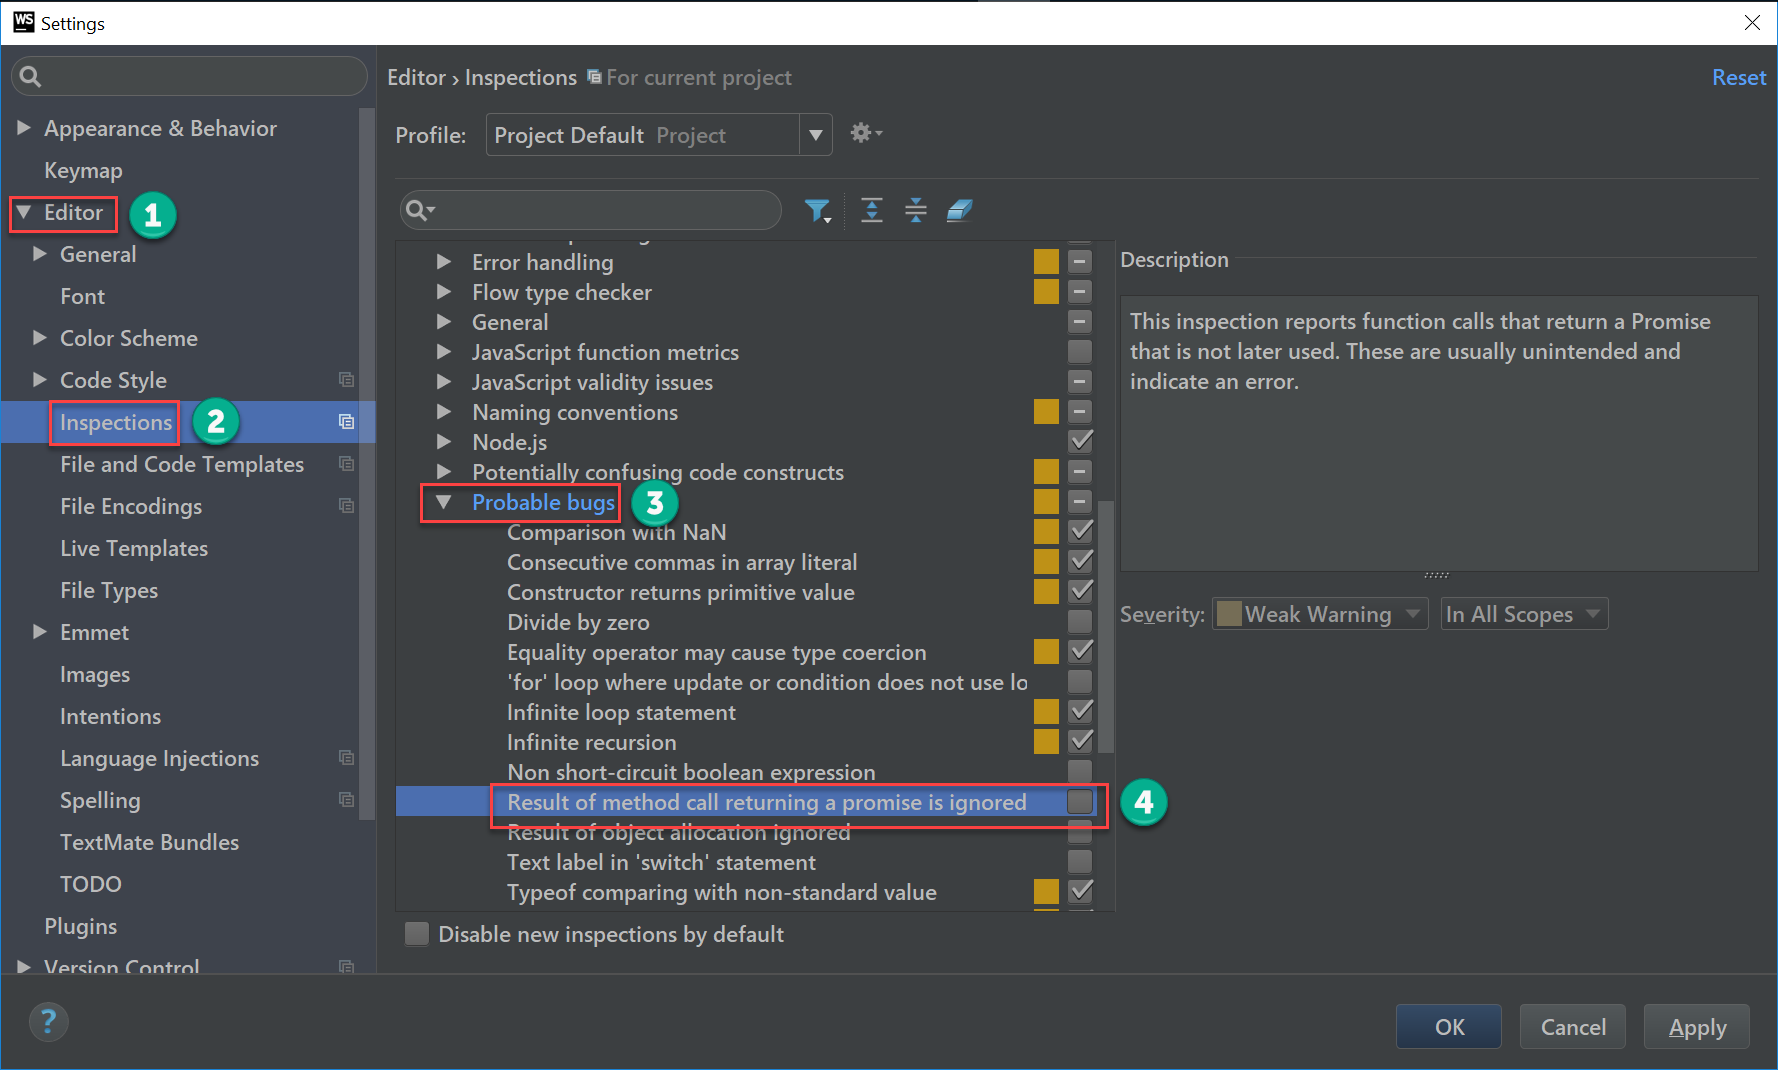 WS Settings
Appearance & Behavior
Keymap
Editor
1
General
Font
Color Scheme
Code Style
Inspections
2
File and Code Templates
File Encodings
Live Templates
File Types
Emmet
Images
Intentions
Language Injections
Spelling
TextMate Bundles
TODO
Plugins
Version Control
Editor › Inspections For current project
Reset
Profile: Project Default Project
Error handling
Flow type checker
General
JavaScript function metrics
JavaScript validity issues
Naming conventions
Node.js
Potentially confusing code constructs
Probable bugs
3
Comparison with NaN
Consecutive commas in array literal
Constructor returns primitive value
Divide by zero
Equality operator may cause type coercion
'for' loop where update or condition does not use lo
Infinite loop statement
Infinite recursion
Non short-circuit boolean expression
Result of method call returning a promise is ignored
4
Result of object allocation ignored
Text label in 'switch' statement
Typeof comparing with non-standard value
Disable new inspections by default
Description
This inspection reports function calls that return a Promise
that is not later used. These are usually unintended and
indicate an error.
Severity: Weak Warning In All Scopes
?
OK
Cancel
Apply